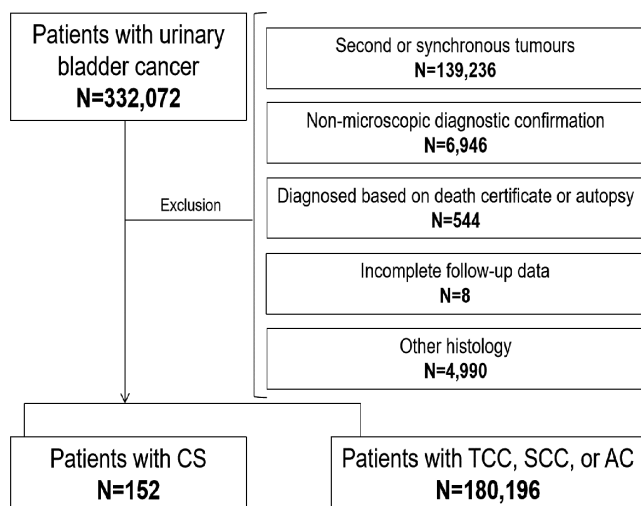 Patients with urinary
bladder cancer
N=332,072
Second or synchronous tumours
N=139,236
Non-microscopic diagnostic confirmation
N=6,946
Exclusion
Diagnosed based on death certificate or autopsy
N=544
Incomplete follow-up data
N=8
Other histology
N=4,990
Patients with CS
N=152
Patients with TCC, SCC, or AC
N=180,196